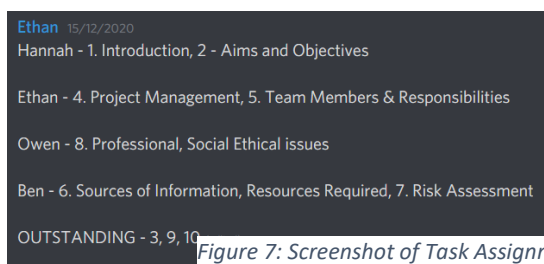 Ethan 15/12/2020
Hannah - 1. Introduction, 2 - Aims and Objectives
Ethan - 4. Project Management, 5. Team Members & Responsibilities
Owen - 8. Professional, Social Ethical issues
Ben - 6. Sources of Information, Resources Required, 7. Risk Assessment
OUTSTANDING - 3, 9, 10
Figure 7: Screenshot of Task